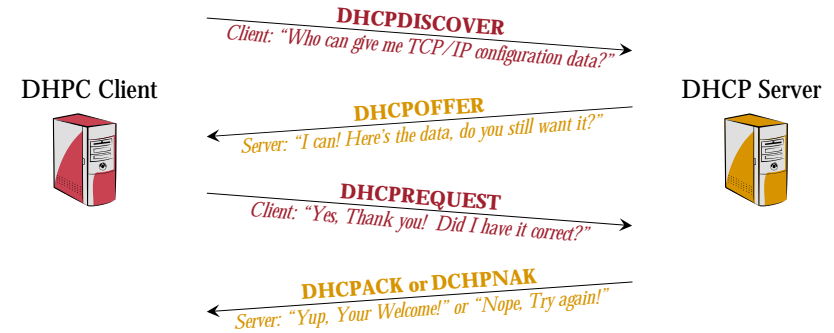 DHCPDISCOVER
Client: “Who can give me TCP/IP configuration data?”
DHPC Client
DHCP Server
DHCPOFFER
Server: “I can! Here’s the data, do you still want it?”
DHCPREQUEST
Client: “Yes, Thank you! Did I have it correct?”
DHCPACK or DCHPNAK
Server: “Yup, Your Welcome!” or “Nope, Try again!”